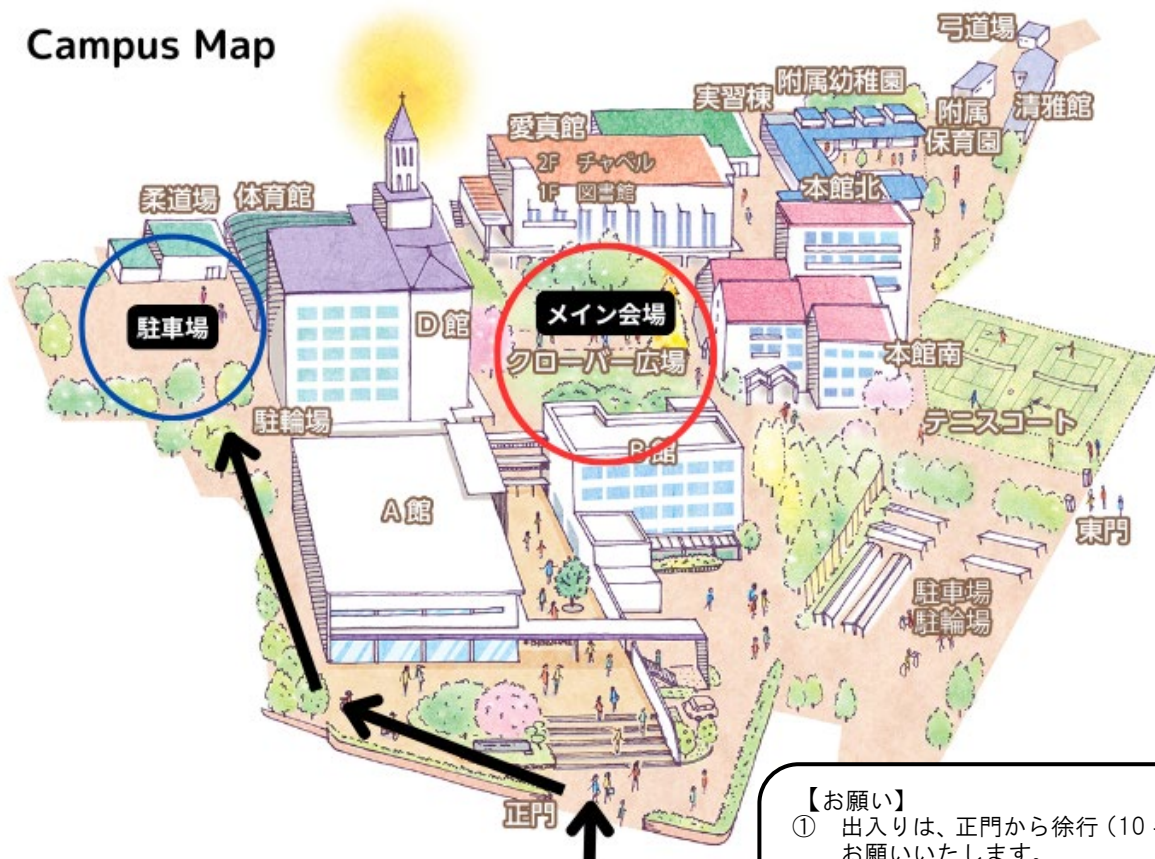 Campus Map
弓道場
附属幼稚園
実習棟
附属
保育園
清雅館
愛真館
2F チャペル
1F 図書館
本館北
柔道場
体育館
駐車場
D館
メイン会場
クローバー広場
本館南
駐輪場
テニスコート
B館
A館
東門
駐車場
駐輪場
正門
【お願い】
① 出入りは、正門から徐行(10
お願いいたします。